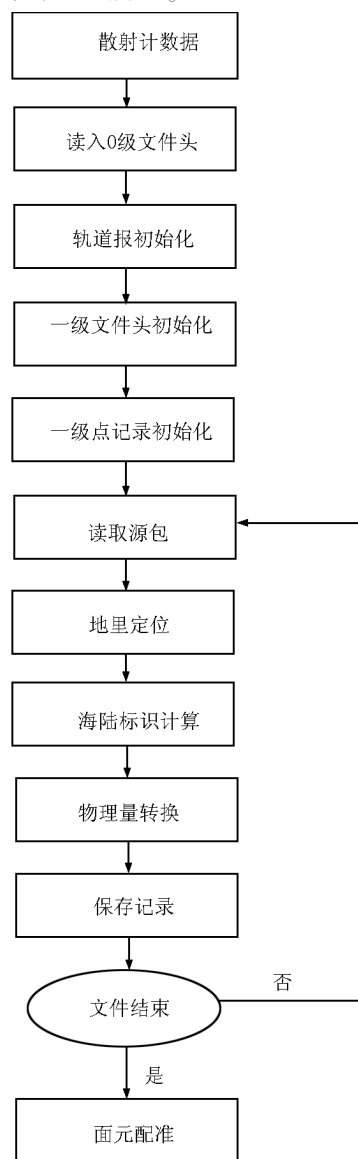 散射计数据
读入0级文件头
轨道报初始化
一级文件头初始化
一级点记录初始化
读取源包
地里定位
海陆标识计算
物理量转换
保存记录
文件结束
否
是
面元配准